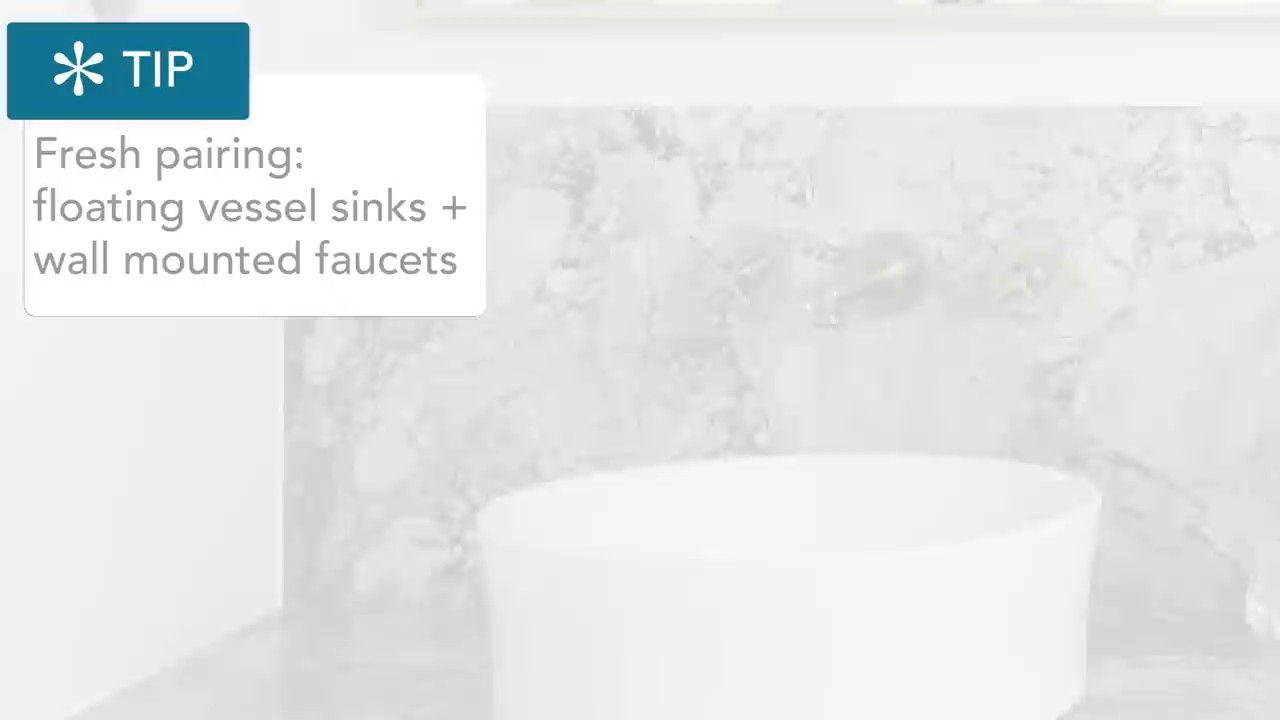 TIP
Fresh pairing:
floating vessel sinks +
wall mounted faucets